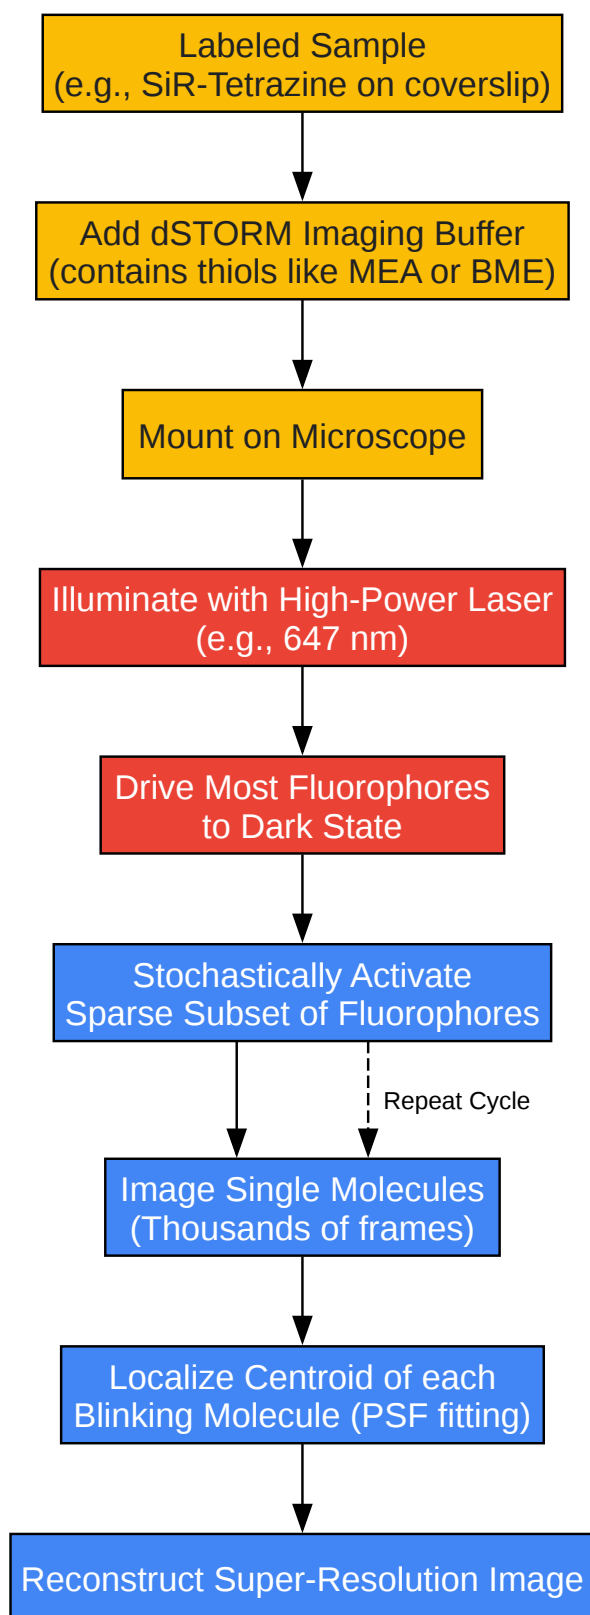 Labeled Sample
(e.g., SiR-Tetrazine on coverslip)
Add dSTORM Imaging Buffer
(contains thiols like MEA or BME)
Mount on Microscope
Illuminate with High-Power Laser
(e.g., 647 nm)
Drive Most Fluorophores
to Dark State
Stochastically Activate
Sparse Subset of Fluorophores
Repeat Cycle
Image Single Molecules
(Thousands of frames)
Localize Centroid of each
Blinking Molecule (PSF fitting)
Reconstruct Super-Resolution Image